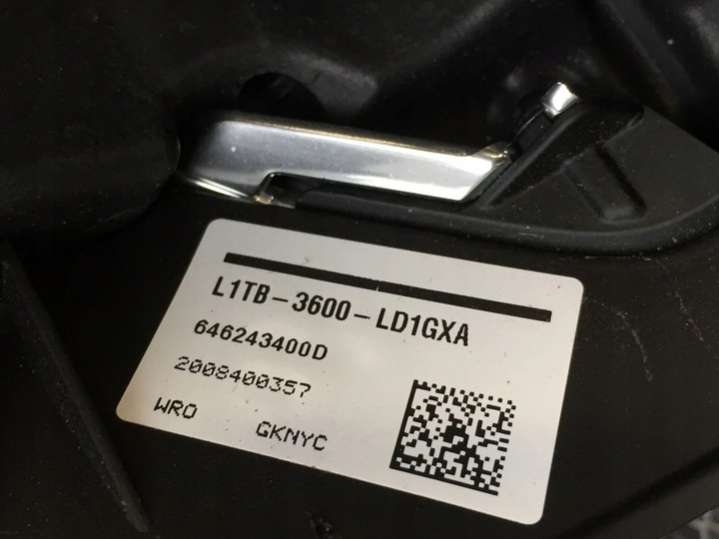 L1TB-3600-LD1GXA
646243400D
2008400357
WRO GKNYC